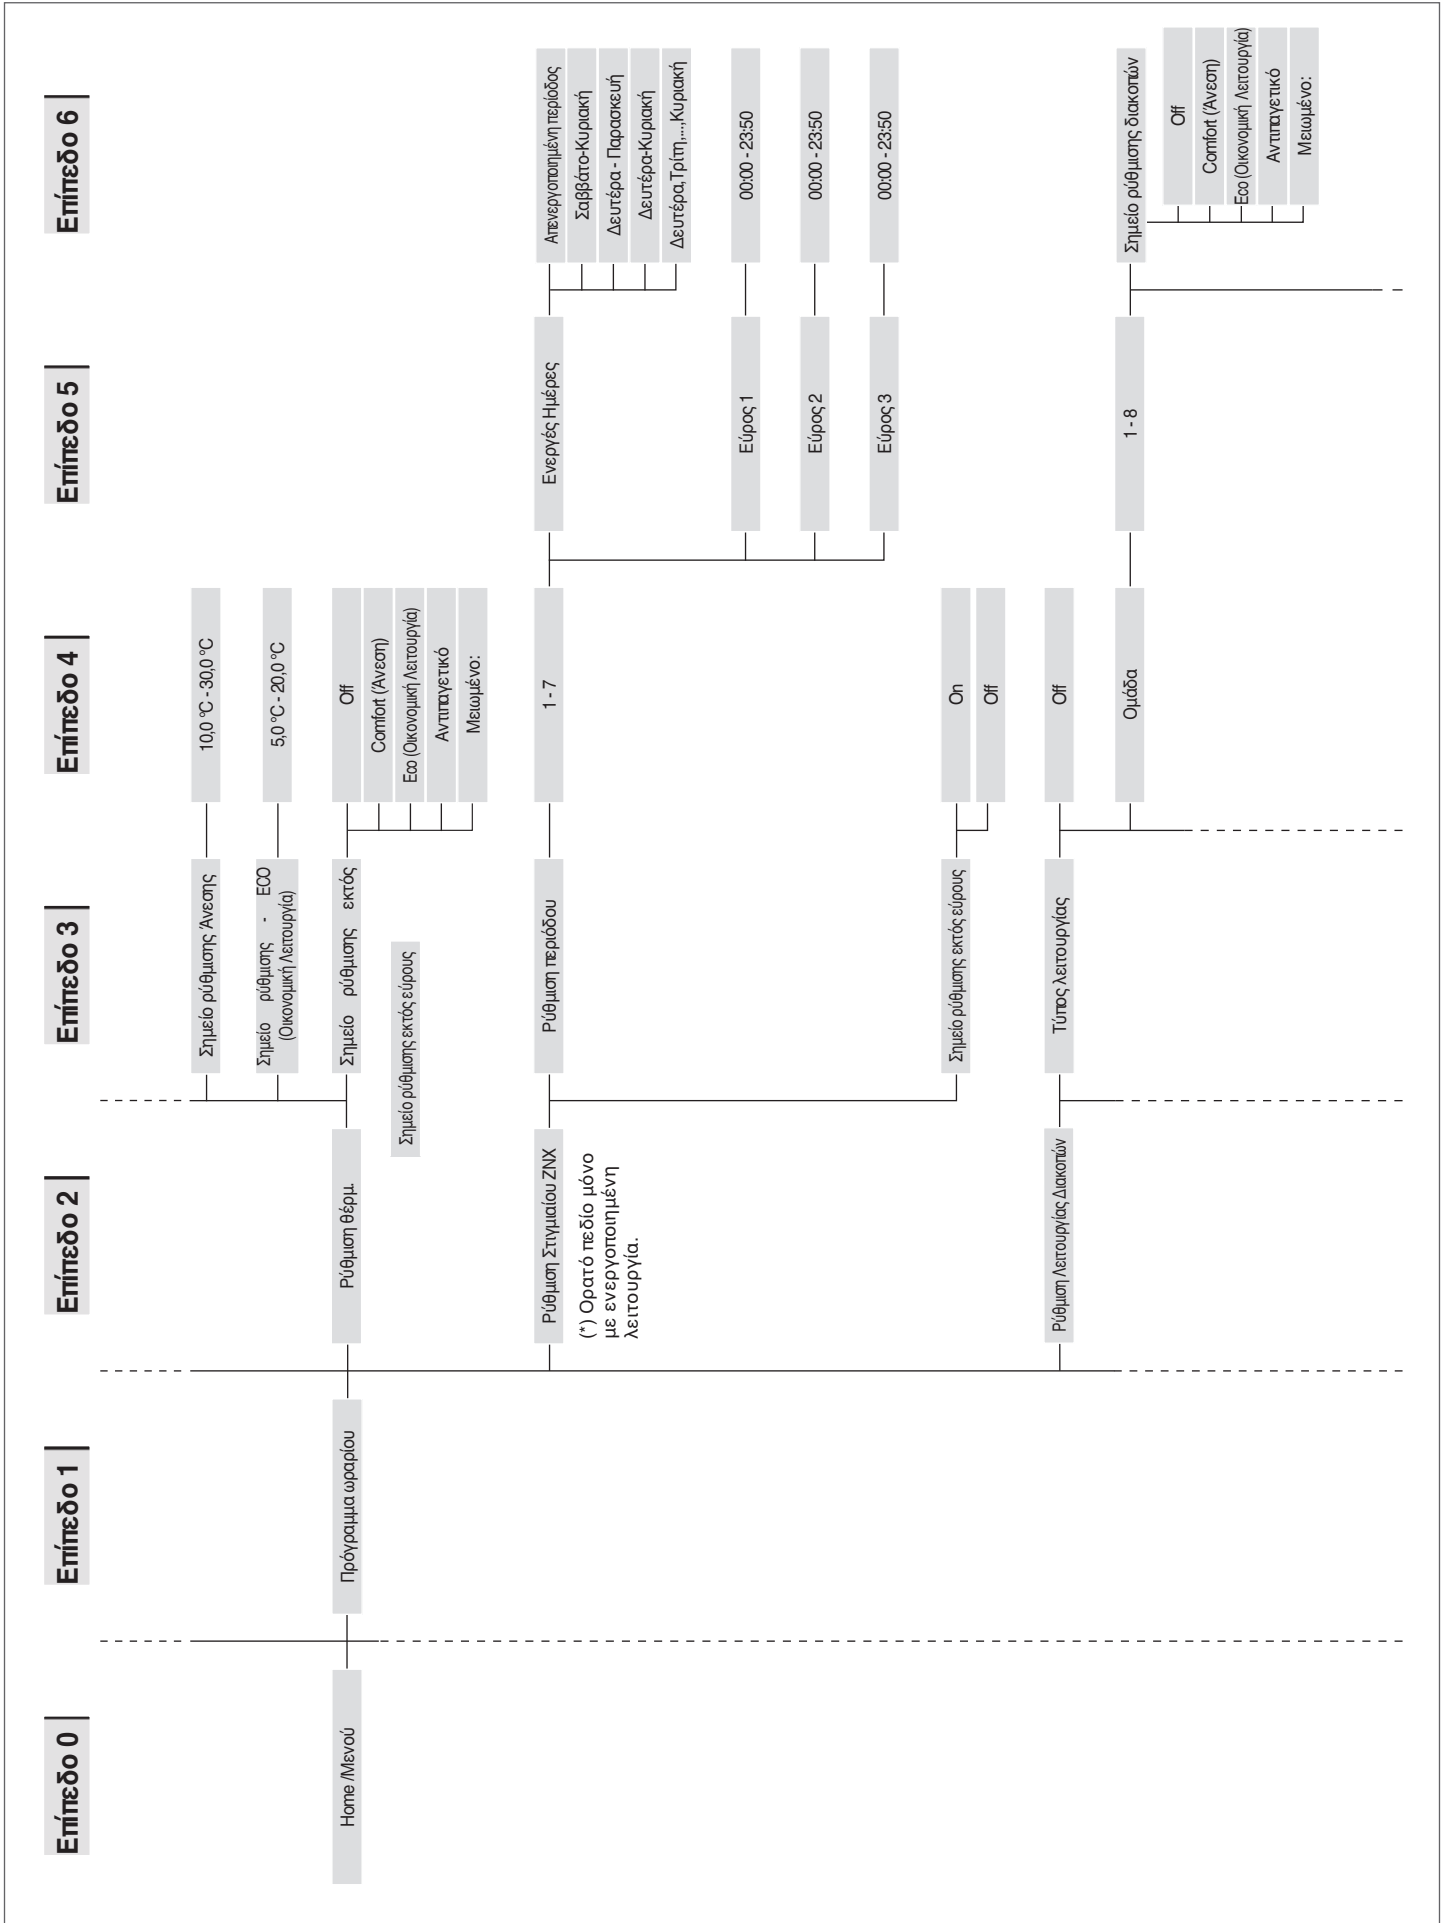 Επίπεδο 0
Επίπεδο 1
Επίπεδο 2
Επίπεδο 3
Επίπεδο 4
Επίπεδο 5
Επίπεδο 6
Home /Μενού
Πρόγραμμα ωραρίου
Ρύθμιση θέρμ.
Σημείο ρύθμισης Άνεσης
10,0 °C - 30,0 °C
Σημείο ρύθμισης - ECO
(Οικονομική Λειτουργία)
5,0 °C - 20,0 °C
Σημείο ρύθμισης εκτός
Off
Comfort (Άνεση)
Eco (Οικονομική Λειτουργία)
Αντιπαγετικό
Μειωμένο:
Σημείο ρύθμισης εκτός εύρους
Ρύθμιση Στιγμιαίου ΖΝΧ
(*) Ορατό πεδίο μόνο
με ενεργοποιημένη
λειτουργία.
Ρύθμιση περιόδου
1 - 7
Ενεργές Ημέρες
Απενεργοποιημένη περίοδος
Σαββάτο-Κυριακή
Δευτέρα - Παρασκευή
Δευτέρα-Κυριακή
Δευτέρα,Τρίτη,...,Κυριακή
Εύρος 1
00:00 - 23:50
Εύρος 2
00:00 - 23:50
Εύρος 3
00:00 - 23:50
Σημείο ρύθμισης εκτός εύρους
On
Off
Ρύθμιση Λειτουργίας Διακοπών
Τύπος λειτουργίας
Off
Ομάδα
1 - 8
Σημείο ρύθμισης διακοπών
Off
Comfort (Άνεση)
Eco (Οικονομική Λειτουργία)
Αντιπαγετικό
Μειωμένο: